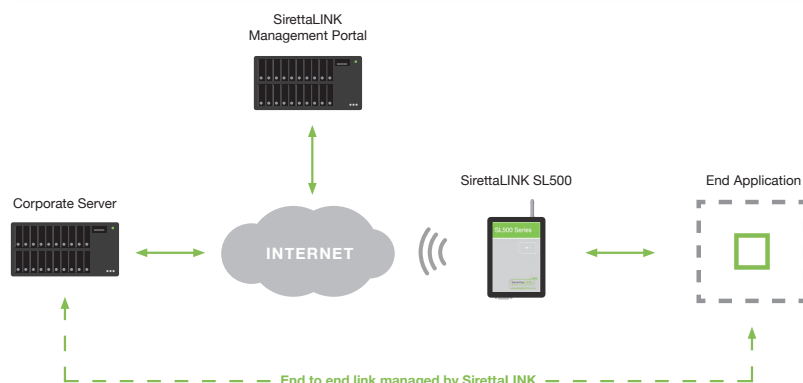 SirettaLINK
Management Portal
SirettaLINK SL500
End Application
Corporate Server
SL500 Series
INTERNET
End to end link managed by SirettaLINK